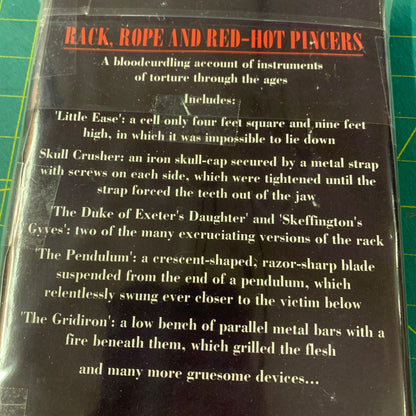 RACK, ROPE AND RED-HOT PINCERS
A bloodcurdling account of instruments
of torture through the ages
Includes:
'Little Ease': a cell only four feet square and nine feet
high, in which it was impossible to lie down
Skull Crusher: an iron skull-cap secured by a metal strap
with screws on each side, which were tightened until the
strap forced the teeth out of the jaw
'The Duke of Exeter's Daughter' and 'Skeffington's
Gyves': two of the many excruciating versions of the rack
'The Pendulum': a crescent-shaped, razor-sharp blade
suspended from the end of a pendulum, which
relentlessly swung ever closer to the victim below
'The Gridiron': a low bench of parallel metal bars with a
fire beneath them, which grilled the flesh
and many more gruesome devices...